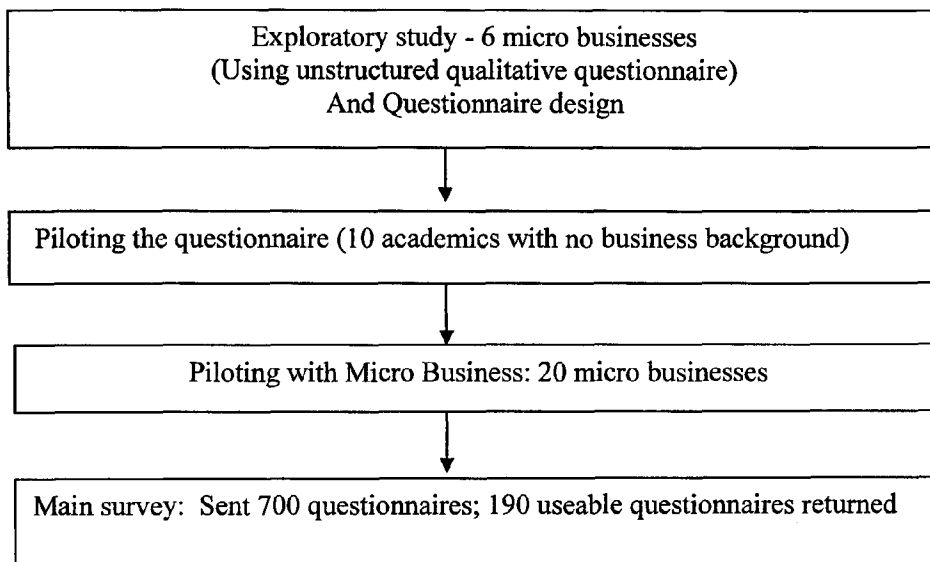 Exploratory study - 6 micro businesses
(Using unstructured qualitative questionnaire)
And Questionnaire design
Piloting the questionnaire (10 academics with no business background)
Piloting with Micro Business: 20 micro businesses
Main survey: Sent 700 questionnaires; 190 useable questionnaires returned